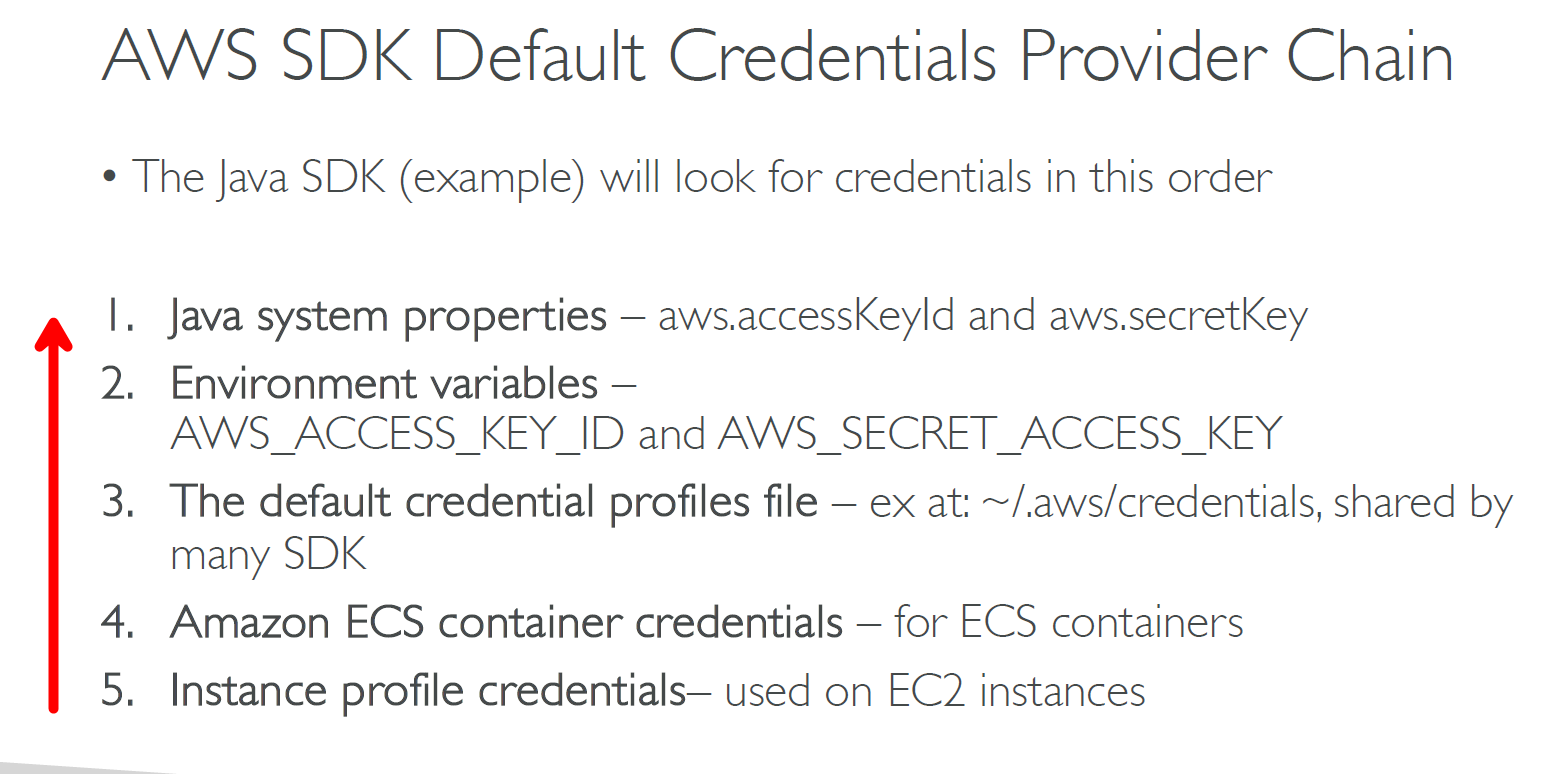 AWS SDK Default Credentials Provider Chain
• The Java SDK (example) will look for credentials in this order
1. Java system properties – aws.accessKeyId and aws.secretKey
2. Environment variables –
AWS_ACCESS_KEY_ID and AWS_SECRET_ACCESS_KEY
3. The default credential profiles file – ex at: ~/.aws/credentials, shared by
many SDK
4. Amazon ECS container credentials – for ECS containers
5. Instance profile credentials– used on EC2 instances